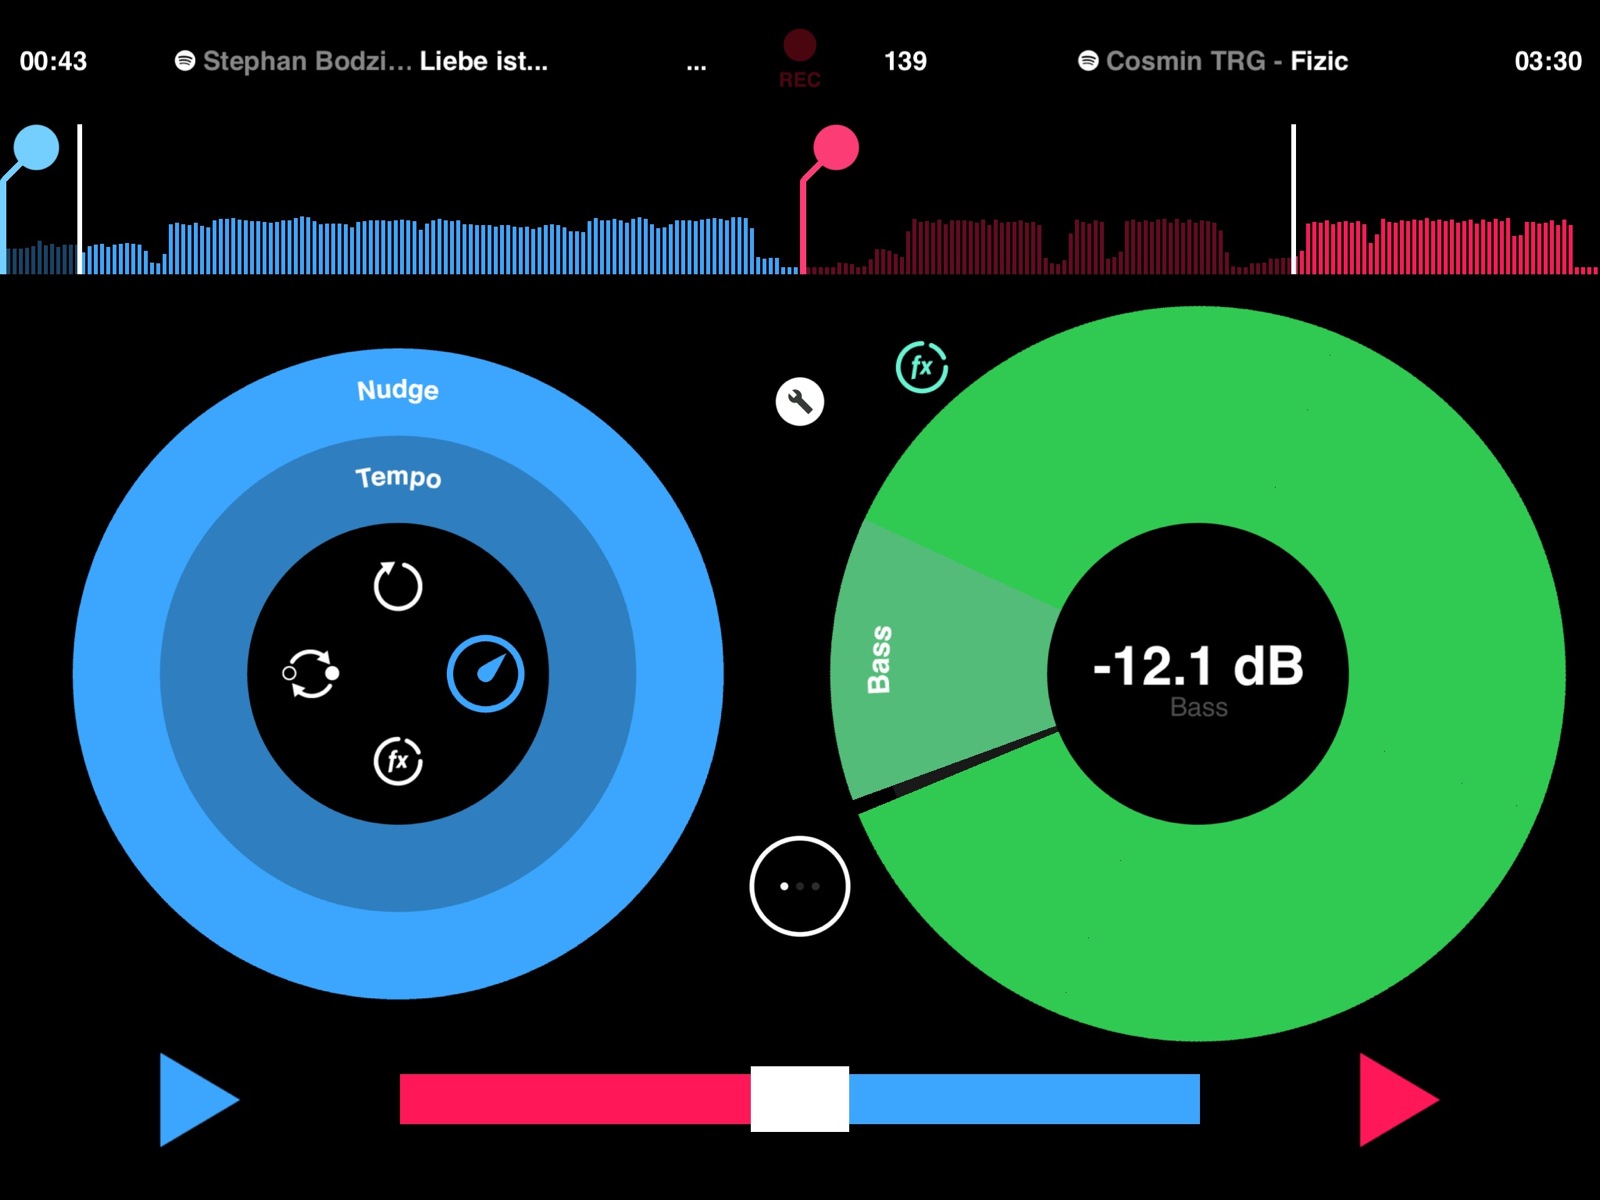 00:43
Stephan Bodzi... Liebe ist...
...
REC
139
Cosmin TRG - Fizic
03:30
Nudge
Tempo
fx
fx
Bass
-12.1 dB
Bass